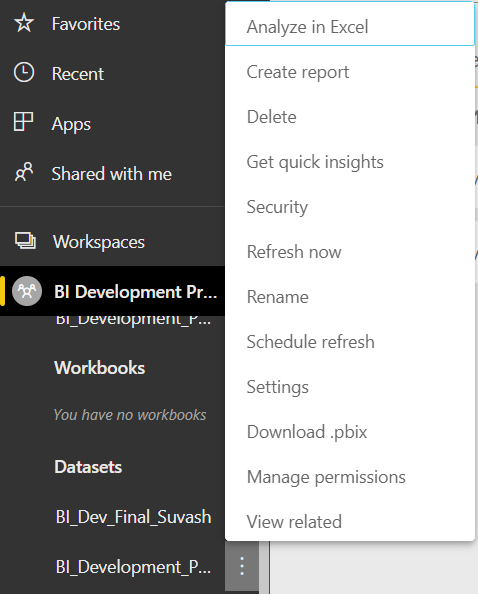 Favorites
Recent
Apps
Shared with me
Workspaces
BI Development Pr...
BI_Development_P...
Workbooks
You have no workbooks
Datasets
BI_Dev_Final_Suvash
BI_Development_P...
Analyze in Excel
Create report
Delete
Get quick insights
Security
Refresh now
Rename
Schedule refresh
Settings
Download .pbix
Manage permissions
View related